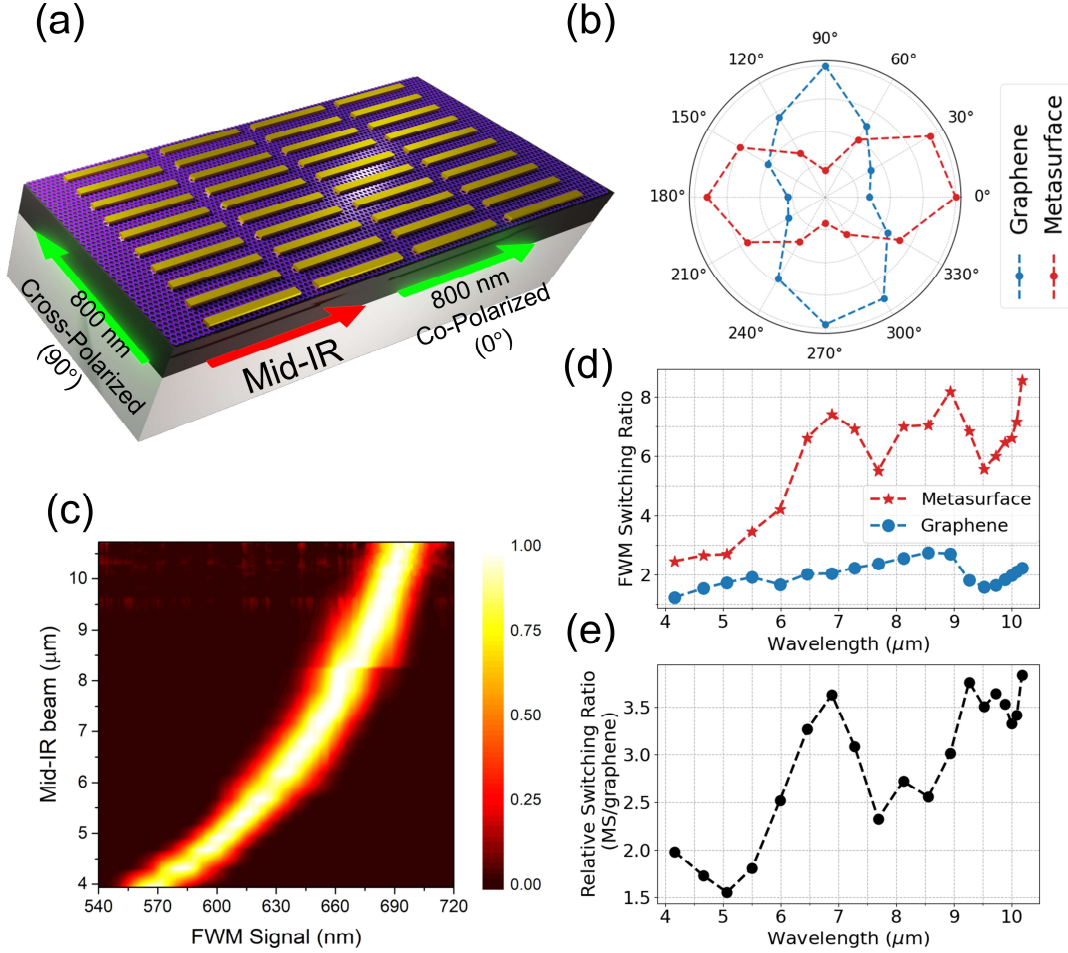 (a)
800 nm
Cross-Polarized
(90°)
Mid-IR
800 nm
Co-Polarized
(0°)
(b)
90°
60°
30°
0°
330°
300°
270°
240°
210°
180°
150°
120°
Graphene
Metasurface
(c)
Mid-IR beam (μm)
10
9
8
7
6
5
4
540
570
600
630
660
690
720
FWM Signal (nm)
1.00
0.75
0.50
0.25
0.00
(d)
FWM Switching Ratio
8
6
4
2
Metasurface
Graphene
4
5
6
7
8
9
10
Wavelength (μm)
(e)
Relative Switching Ratio
(MS/graphene)
3.5
3.0
2.5
2.0
1.5
4
5
6
7
8
9
10
Wavelength (μm)